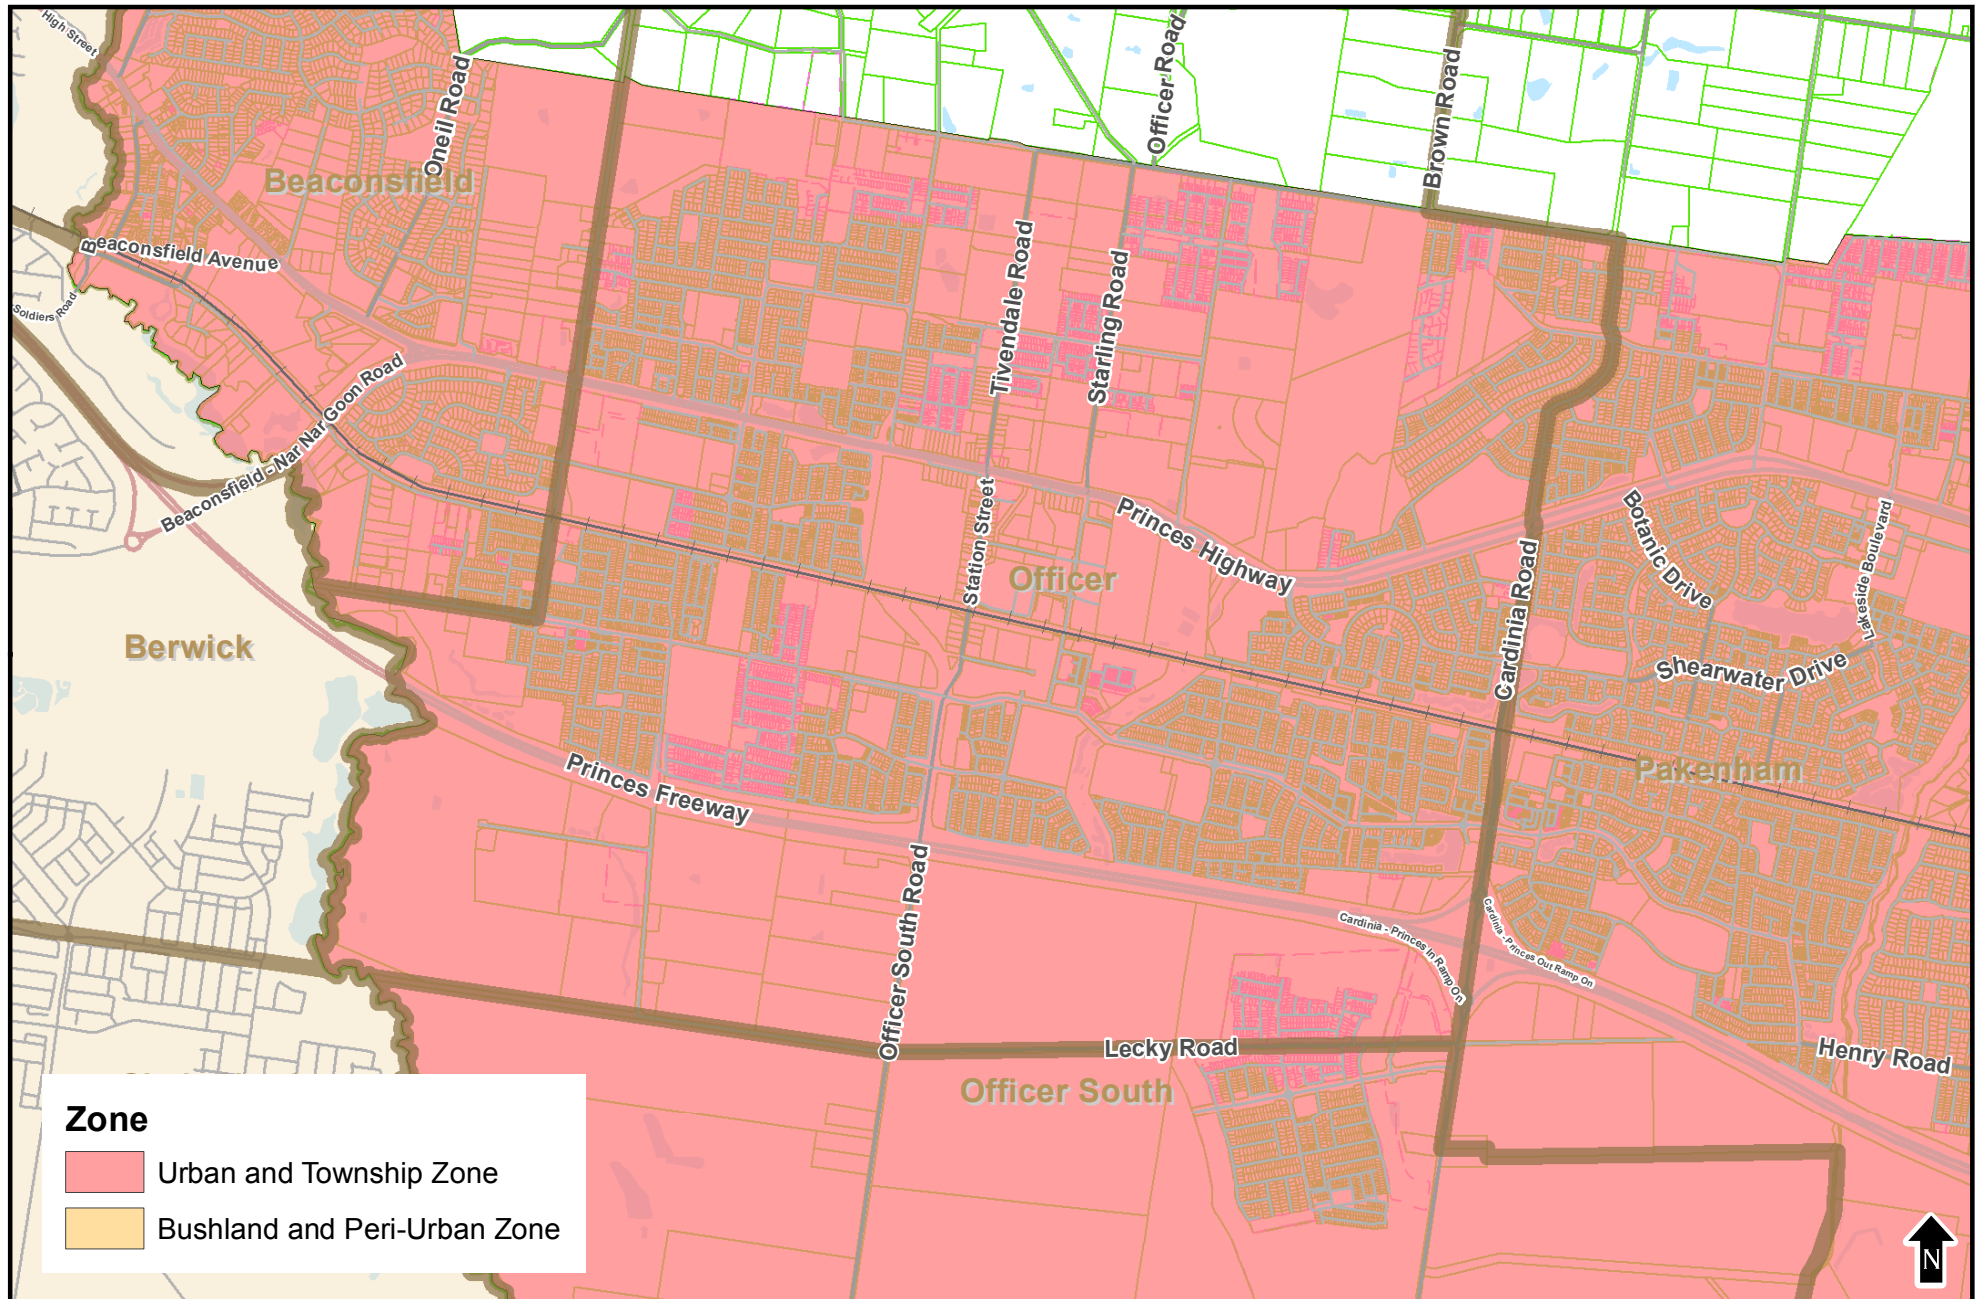 High Street
Oneil Road
Officer Road
Brown Road
Beaconsfield
Beaconsfield Avenue
Soldiers Road
Tivendale Road
Starling Road
Beaconsfield - Nar Nar Goon Road
Princes Highway
Station Street
Officer
Botanic Drive
Lakeside Boulevard
Cardinia Road
Shearwater Drive
Berwick
Pakenham
Princes Freeway
Officer South Road
Cardinia - Princes In Ramp On
Cardinia - Princes Out Ramp On
Lecky Road
Henry Road
Officer South
Zone
Urban and Township Zone
Bushland and Peri-Urban Zone
N